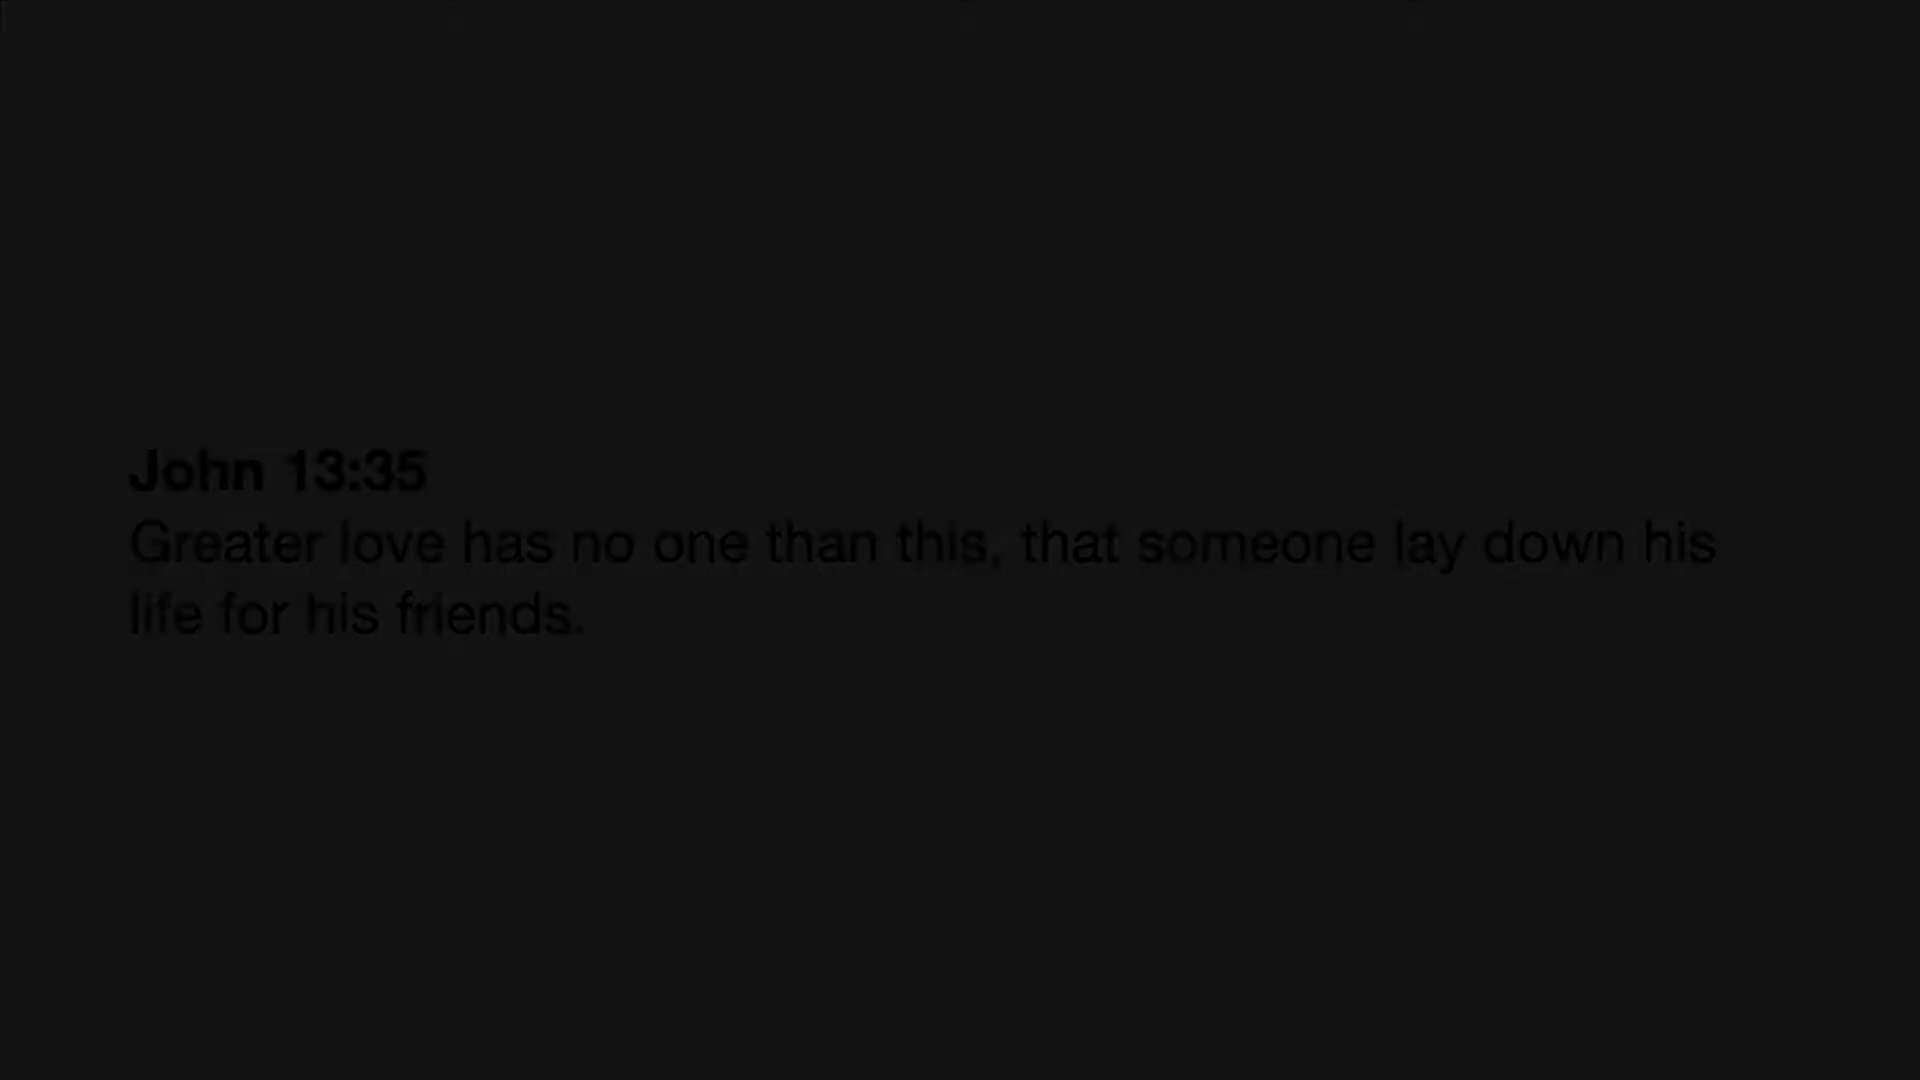 John 13:35
Greater love has no one than this, that someone lay down his
life for his friends.